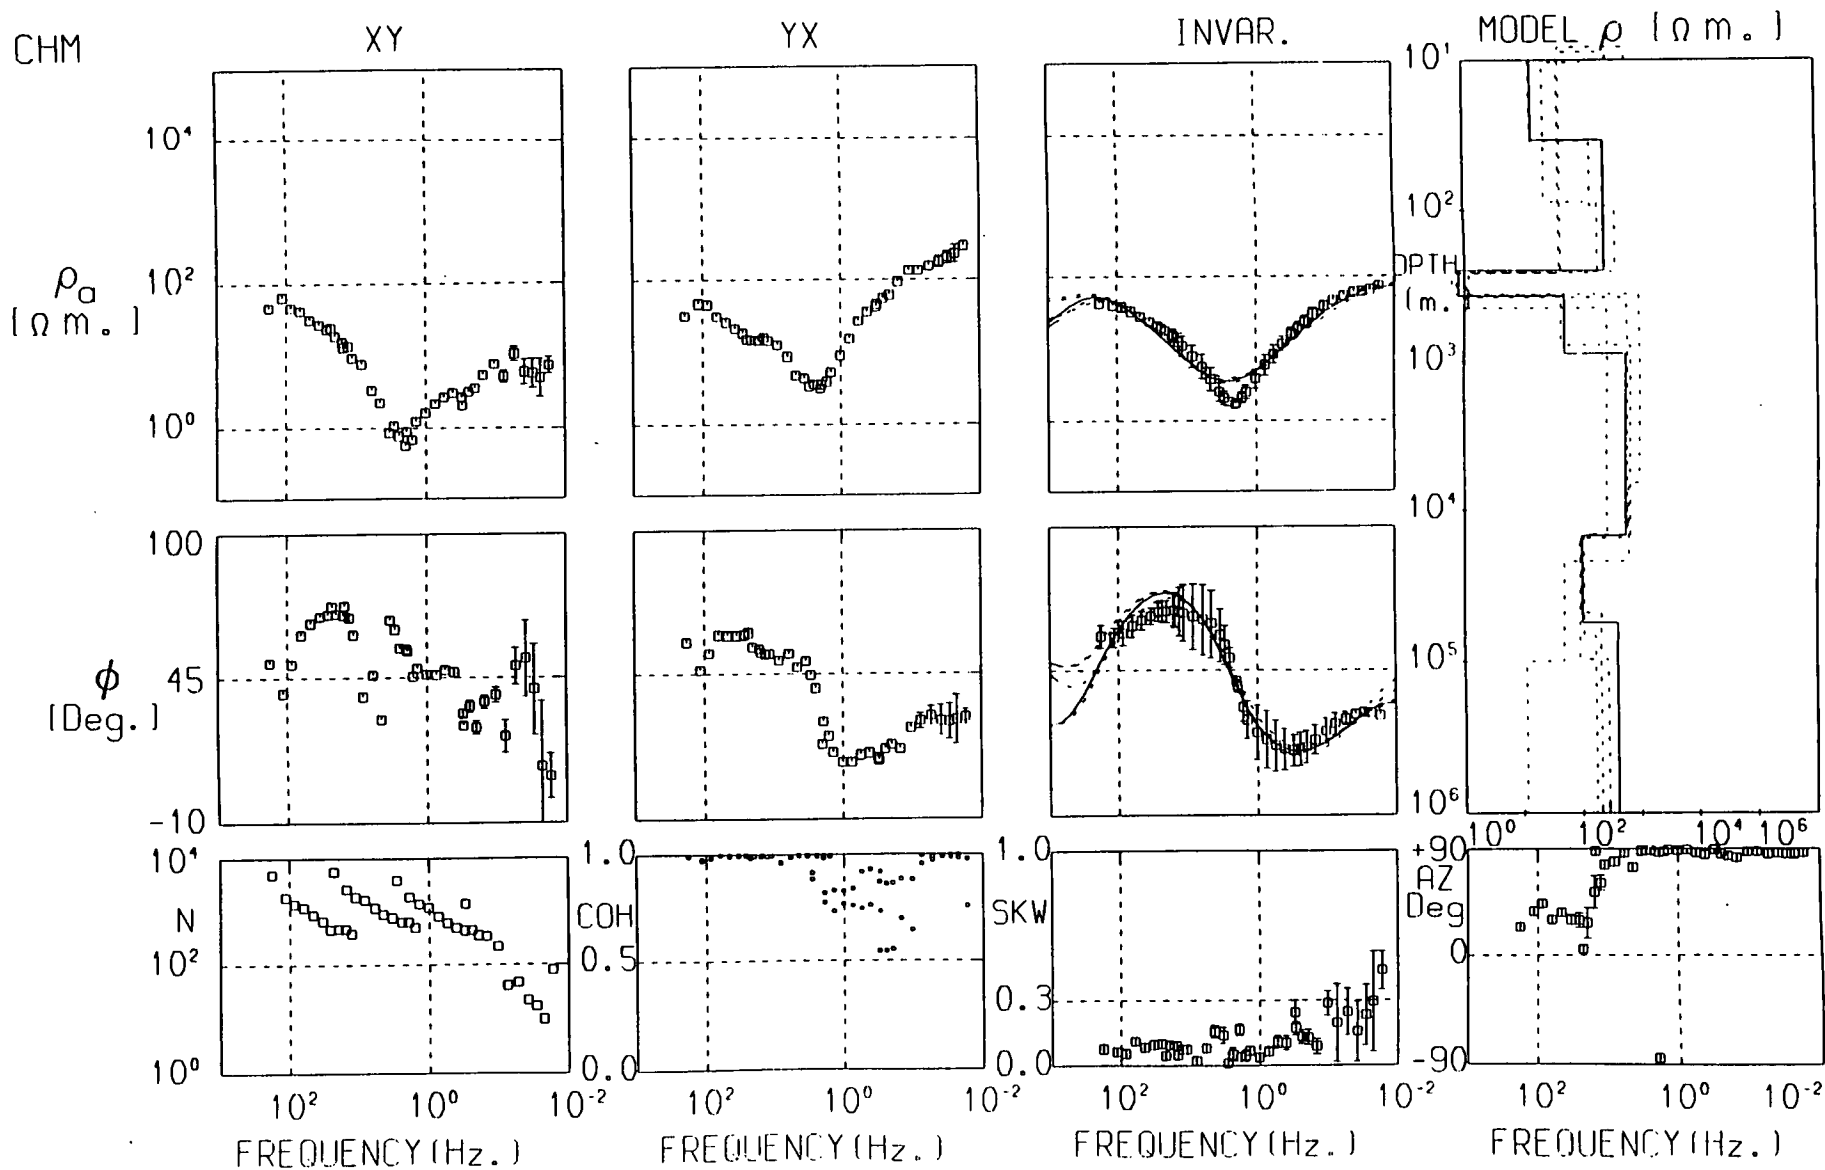 CHM
XY
YX
INVAR.
MODEL ρ (Ω m.)
10⁴
10²
10⁰
ρa
(Ω m.)
10¹
10²
DPTH
(m.
10³
10⁴
10⁵
10⁶
100
45
-10
ϕ
(Deg.)
10⁰ 10² 10⁴ 10⁶
10⁴
N
10²
10⁰
1.0
COH
0.5
0.0
1.0
SKW
0.3
0.0
+90
AZ
Deg
0
-90
10² 10⁰ 10⁻²
10² 10⁰ 10⁻²
10² 10⁰
10² 10⁰ 10⁻²
FREQUENCY(Hz.)
FREQUENCY(Hz.)
FREQUENCY(Hz.)
FREQUENCY(Hz.)